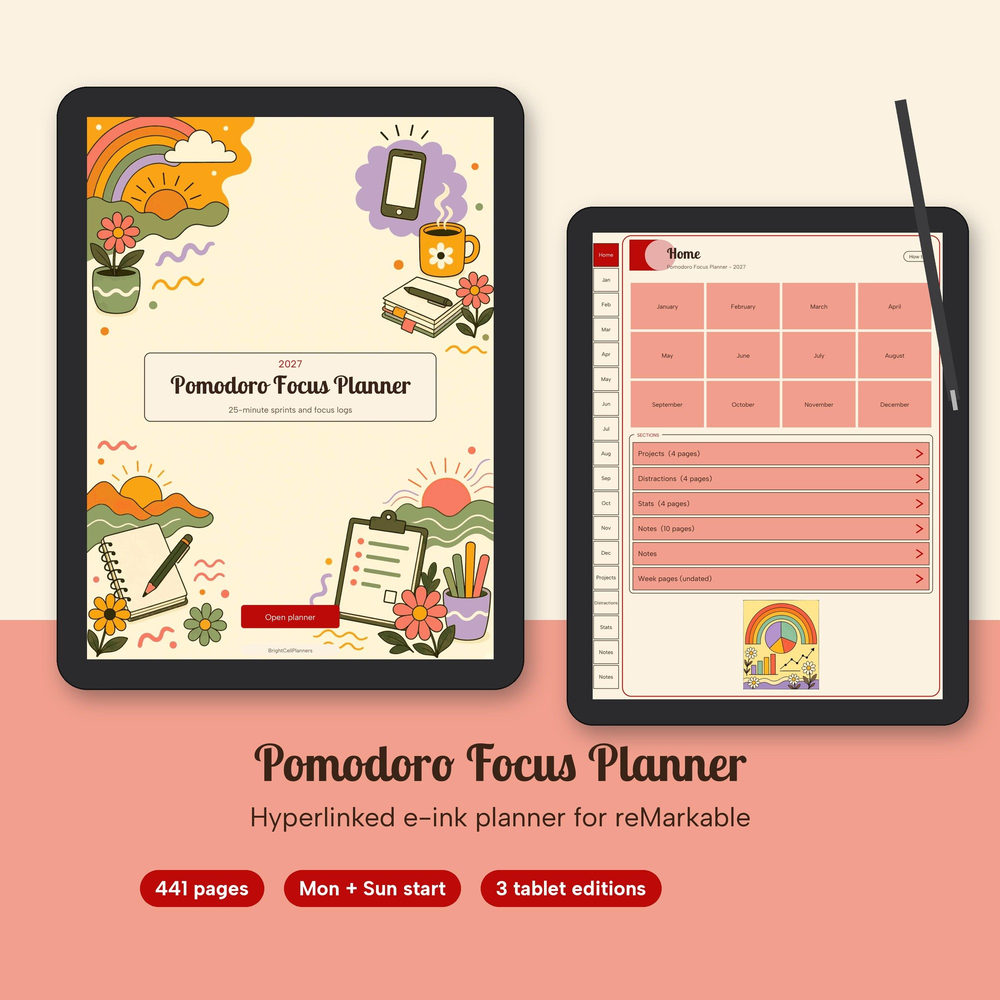 2027
Pomodoro Focus Planner
25-minute sprints and focus logs
Open planner
BrightCellPlanners
Home
Jan
Feb
Mar
Apr
May
Jun
Jul
Aug
Sep
Oct
Nov
Dec
Projects
Distractions
Stats
Notes
Notes
Home
Pomodoro Focus Planner - 2027
How
January February March April
May June July August
September October November December
SECTIONS
Projects (4 pages)
Distractions (4 pages)
Stats (4 pages)
Notes (10 pages)
Notes
Week pages (undated)
Pomodoro Focus Planner
Hyperlinked e-ink planner for reMarkable
441 pages Mon + Sun start 3 tablet editions